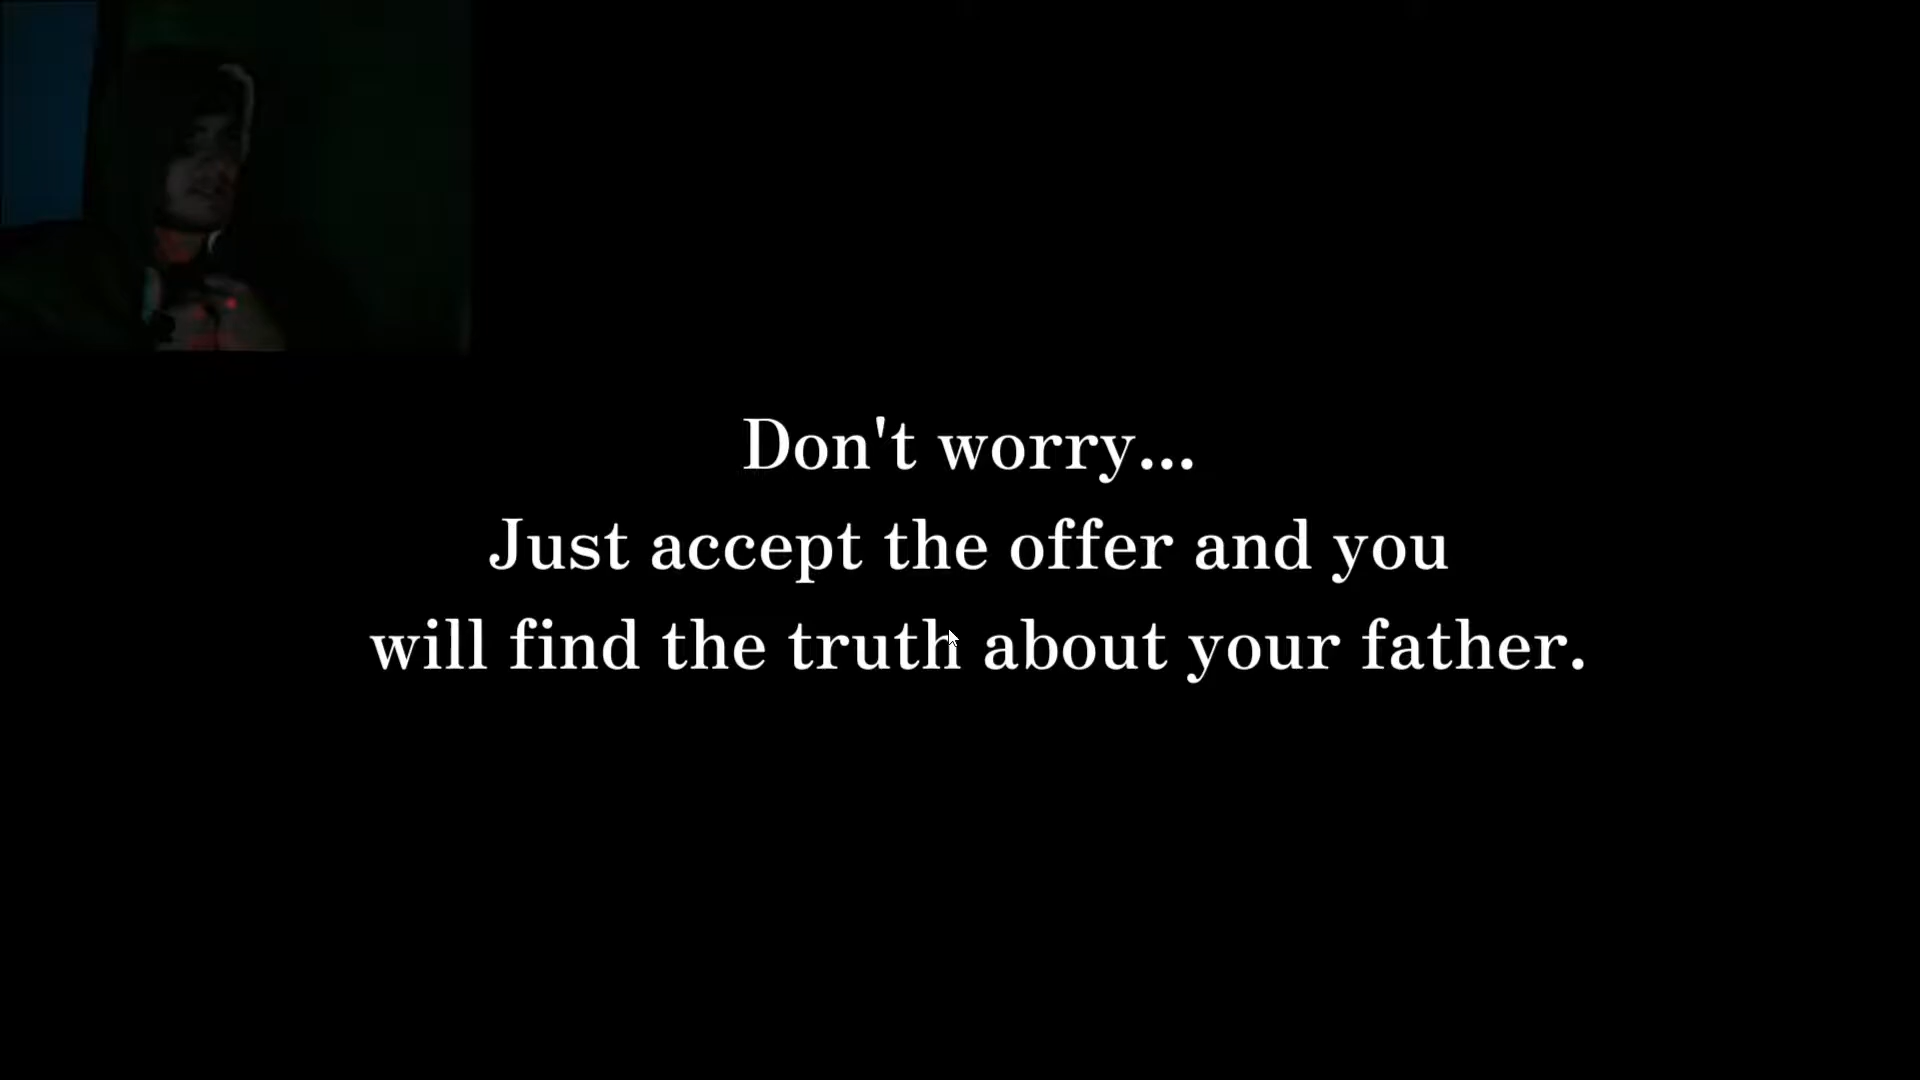 Don't worry...
Just accept the offer and you
will find the truth about your father.